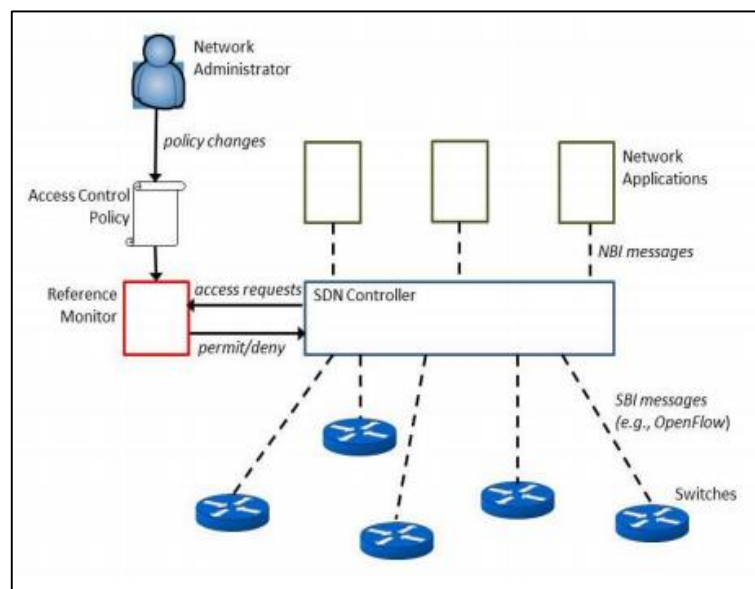 Network
Administrator
policy changes
Access Control
Policy
Network
Applications
NBI messages
Reference
Monitor
access requests
SDN Controller
permit/deny
SBI messages
(e.g., OpenFlow)
Switches